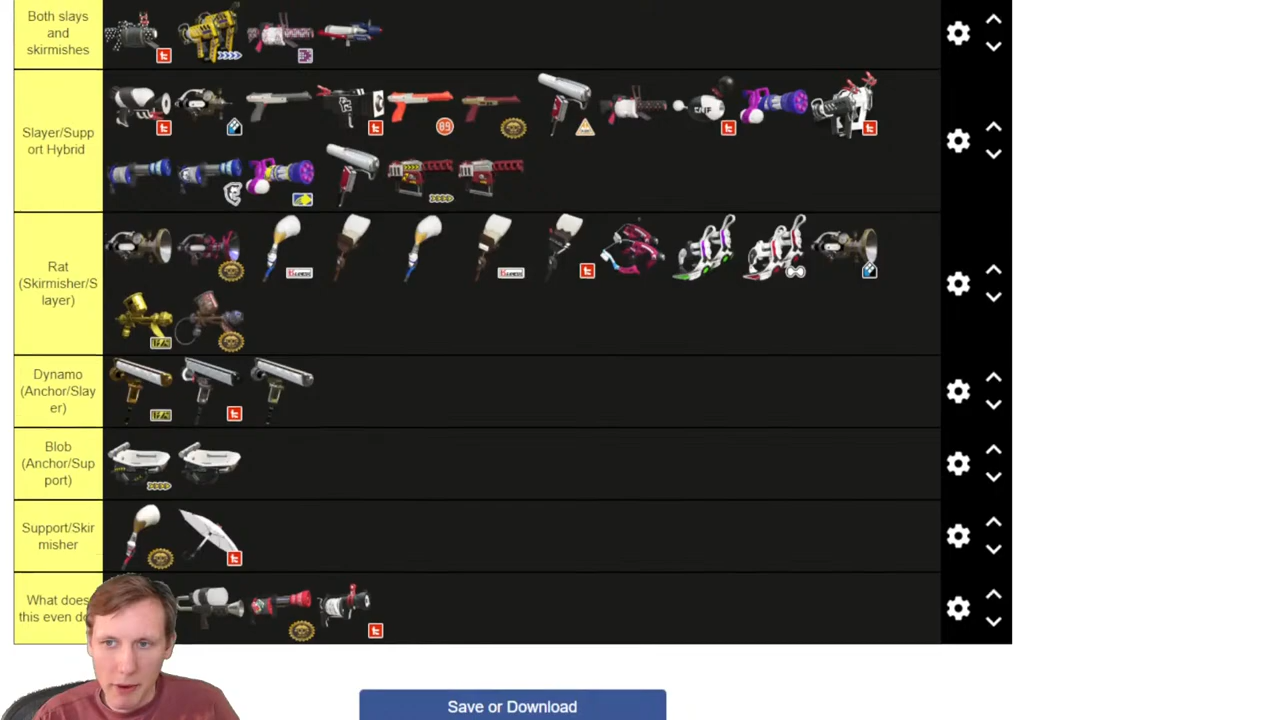 Both slays
and
skirmishes
Slayer/Supp
ort Hybrid
Rat
(Skirmisher/S
layer)
Dynamo
(Anchor/Slay
er)
Blob
(Anchor/Sup
port)
Support/Skir
misher
What does
this even do
Save or Download